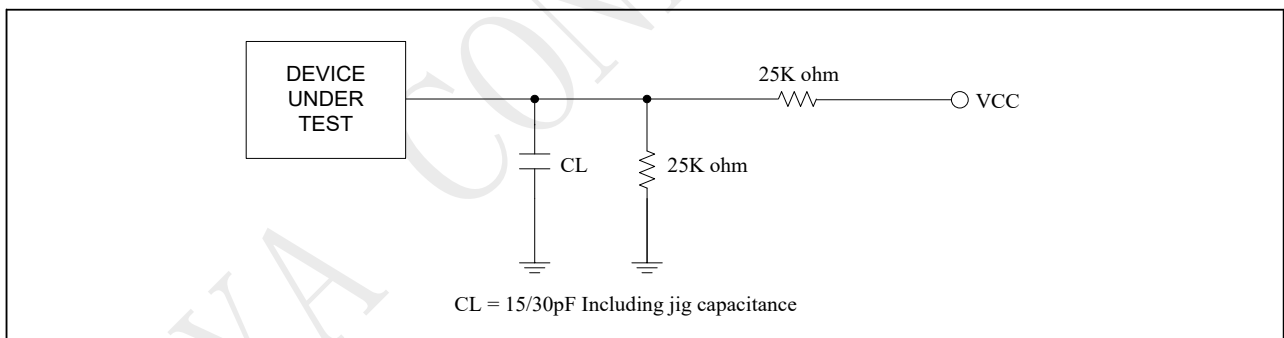 DEVICE
UNDER
TEST
25K ohm
VCC
CL
25K ohm
CL = 15/30pF Including jig capacitance